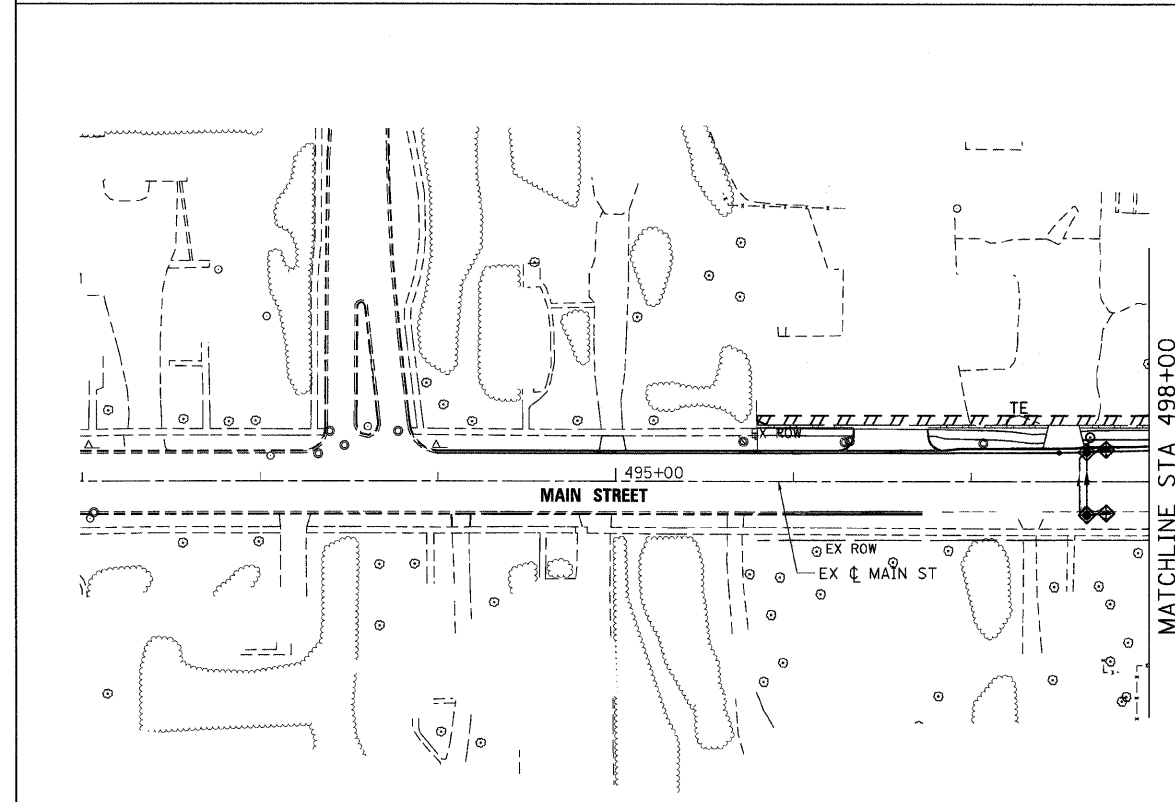 TE
EX ROW
495+00
MAIN STREET
EX ROW
EX ℄ MAIN ST
MATCHLINE STA 498+00